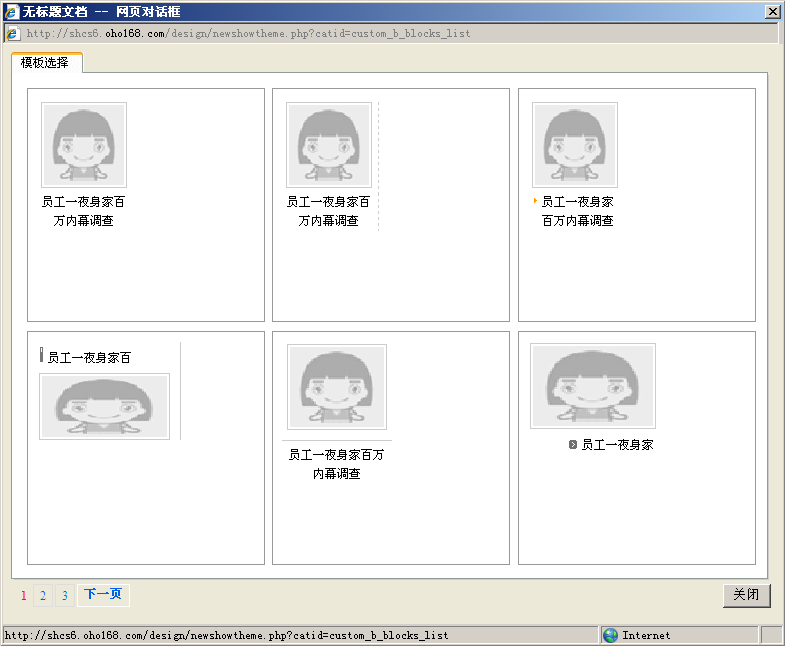 无标题文档 -- 网页对话框
http://shcs6.oho168.com/design/newshowtheme.php?catid=custom_b_blocks_list
模板选择
员工一夜身家百
万内幕调查
员工一夜身家百
万内幕调查
员工一夜身家
百万内幕调查
员工一夜身家百
员工一夜身家百万
内幕调查
员工一夜身家
1 2 3 下一页
关闭
http://shcs6.oho168.com/design/newshowtheme.php?catid=custom_b_blocks_list
Internet